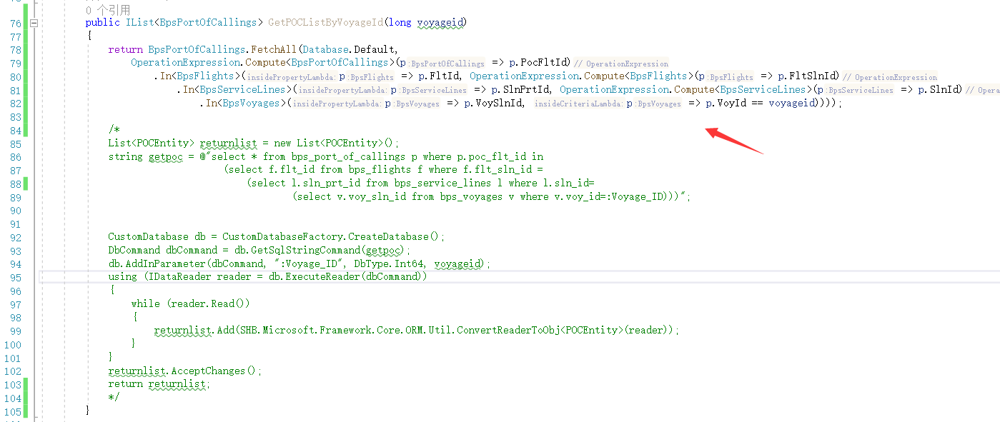 0 个引用
76 public IList<BpsPortOfCallings> GetPOCListByVoyageId(long voyageid)
77 {
78 return BpsPortOfCallings.FetchAll(Database.Default,
79 OperationExpression.Compute<BpsPortOfCallings>(p :BpsPortOfCallings => p.PocFltId) // OperationExpression
80 .In<BpsFlights>(insidePropertyLambda: p :BpsFlights => p.FltId, OperationExpression.Compute<BpsFlights>(p :BpsFlights => p.FltSlnId) // OperationExpression
81 .In<BpsServiceLines>(insidePropertyLambda: p :BpsServiceLines => p.SlnPrtId, OperationExpression.Compute<BpsServiceLines>(p :BpsServiceLines => p.SlnId) // Opera
82 .In<BpsVoyages>(insidePropertyLambda: p :BpsVoyages => p.VoySlnId, insideCriteriaLambda: p :BpsVoyages => p.VoyId == voyageid))));
83
84 /*
85 List<POCEntity> returnlist = new List<POCEntity>();
86 string getpoc = @"select * from bps_port_of_callings p where p.poc_flt_id in
87 (select f.flt_id from bps_flights f where f.flt_sln_id =
88 (select l.sln_prt_id from bps_service_lines l where l.sln_id=
89 (select v.voy_sln_id from bps_voyages v where v.voy_id=:Voyage_ID)))";
90
91
92 CustomDatabase db = CustomDatabaseFactory.CreateDatabase();
93 DbCommand dbCommand = db.GetSqlStringCommand(getpoc);
94 db.AddInParameter(dbCommand, ":Voyage_ID", DbType.Int64, voyageid);
95 using (IDataReader reader = db.ExecuteReader(dbCommand))
96 {
97 while (reader.Read())
98 {
99 returnlist.Add(SHB.Microsoft.Framework.Core.ORM.Util.ConvertReaderToObj<POCEntity>(reader));
100 }
101 }
102 returnlist.AcceptChanges();
103 return returnlist;
104 */
105 }